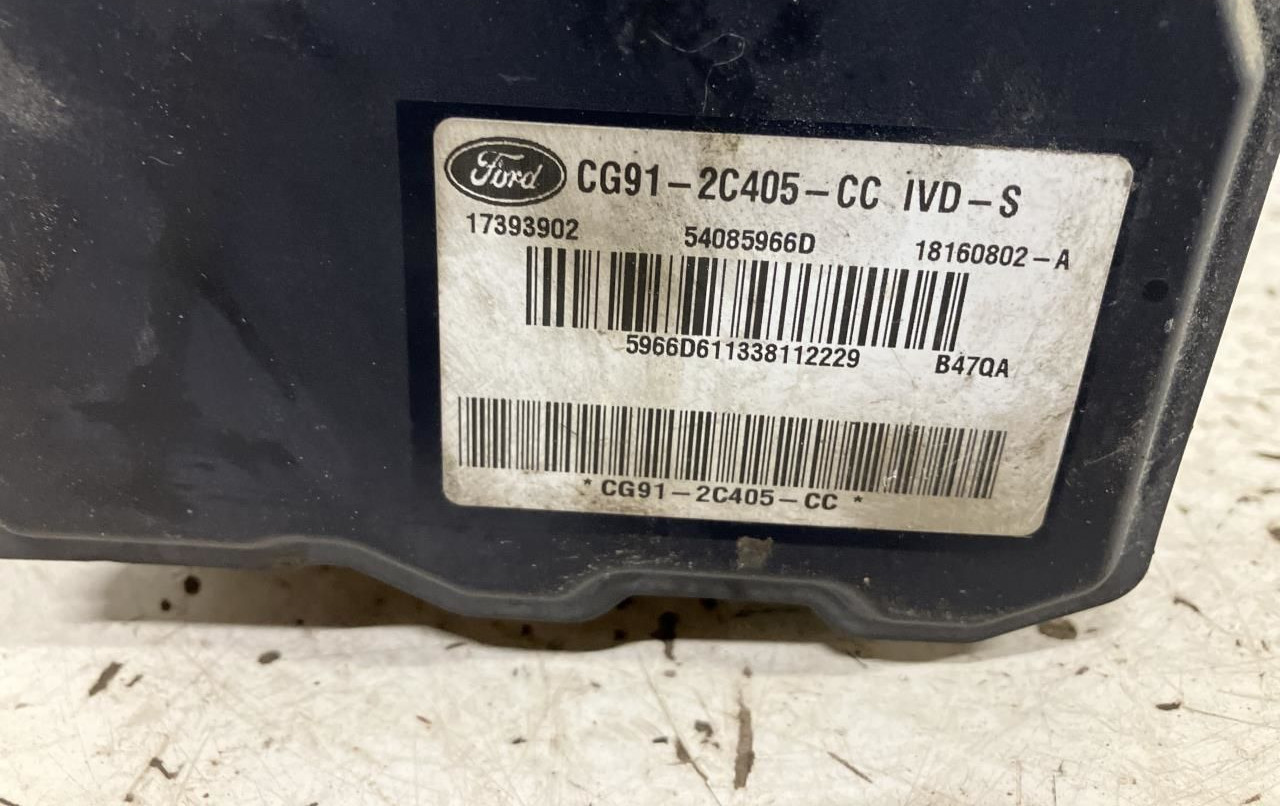 Ford CG91-2C405-CC IVD-S
17393902 54085966D 18160802-A
5966D611338112229 B47QA
*CG91-2C405-CC*